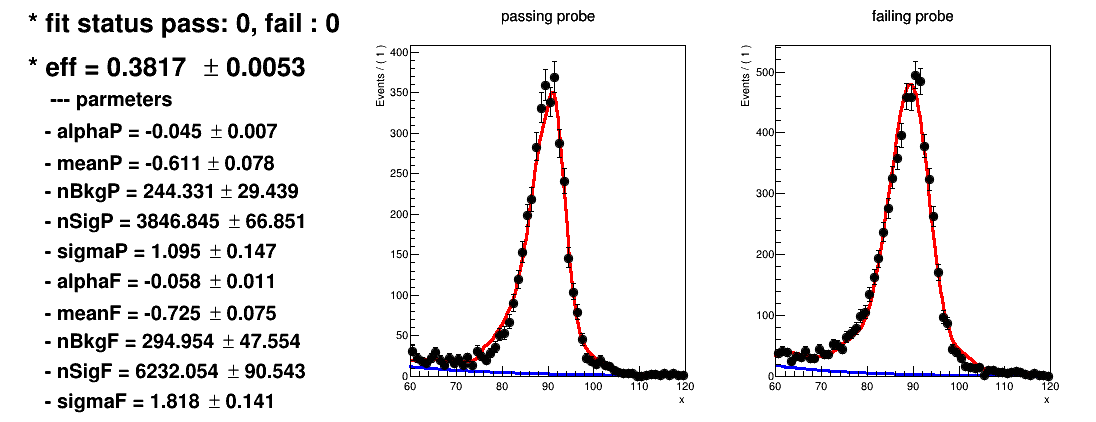 * fit status pass: 0, fail : 0
* eff = 0.3817 ± 0.0053
--- parmeters
- alphaP = -0.045 ± 0.007
- meanP = -0.611 ± 0.078
- nBkgP = 244.331 ± 29.439
- nSigP = 3846.845 ± 66.851
- sigmaP = 1.095 ± 0.147
- alphaF = -0.058 ± 0.011
- meanF = -0.725 ± 0.075
- nBkgF = 294.954 ± 47.554
- nSigF = 6232.054 ± 90.543
- sigmaF = 1.818 ± 0.141
passing probe
Events / ( 1 )
400
350
300
250
200
150
100
50
0
60 70 80 90 100 110 120
x
failing probe
Events / ( 1 )
500
400
300
200
100
0
60 70 80 90 100 110 120
x